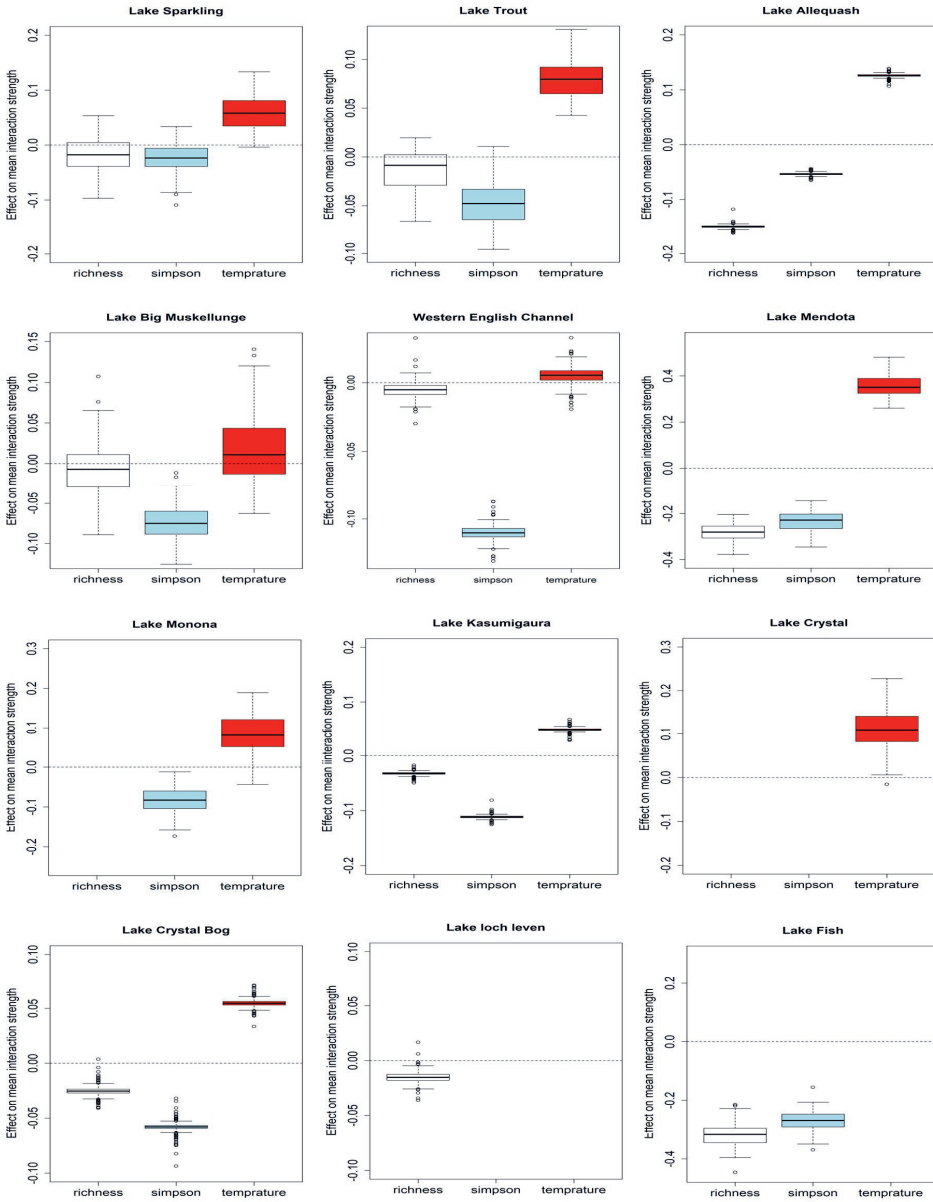 Lake Sparkling
Effect on mean interaction strength
0.2
0.1
0.0
-0.1
-0.2
richness simpson temprature
Lake Trout
Effect on mean interaction strength
0.10
0.05
0.00
-0.05
-0.10
richness simpson temprature
Lake Allequash
Effect on mean interaction strength
0.2
0.1
0.0
-0.1
-0.2
richness simpson temprature
Lake Big Muskellunge
Effect on mean interaction strength
0.15
0.10
0.05
0.00
-0.05
-0.10
richness simpson temprature
Western English Channel
Effect on mean interaction strength
0.00
-0.05
-0.10
richness simpson temprature
Lake Mendota
Effect on mean interaction strength
0.4
0.2
0.0
-0.2
-0.4
richness simpson temprature
Lake Monona
Effect on mean interaction strength
0.3
0.2
0.1
0.0
-0.1
-0.2
richness simpson temprature
Lake Kasumigaura
Effect on mean iinteraction strength
0.2
0.1
0.0
-0.1
-0.2
richness simpson temprature
Lake Crystal
Effect on mean interaction strength
0.3
0.2
0.1
0.0
-0.1
-0.2
richness simpson temprature
Lake Crystal Bog
Effect on mean interaction strength
0.10
0.05
0.00
-0.05
-0.10
richness simpson temprature
Lake loch leven
Effect on mean interaction strength
0.10
0.05
0.00
-0.05
-0.10
richness simpson temprature
Lake Fish
Effect on mean interaction strength
0.2
0.0
-0.2
-0.4
richness simpson temprature